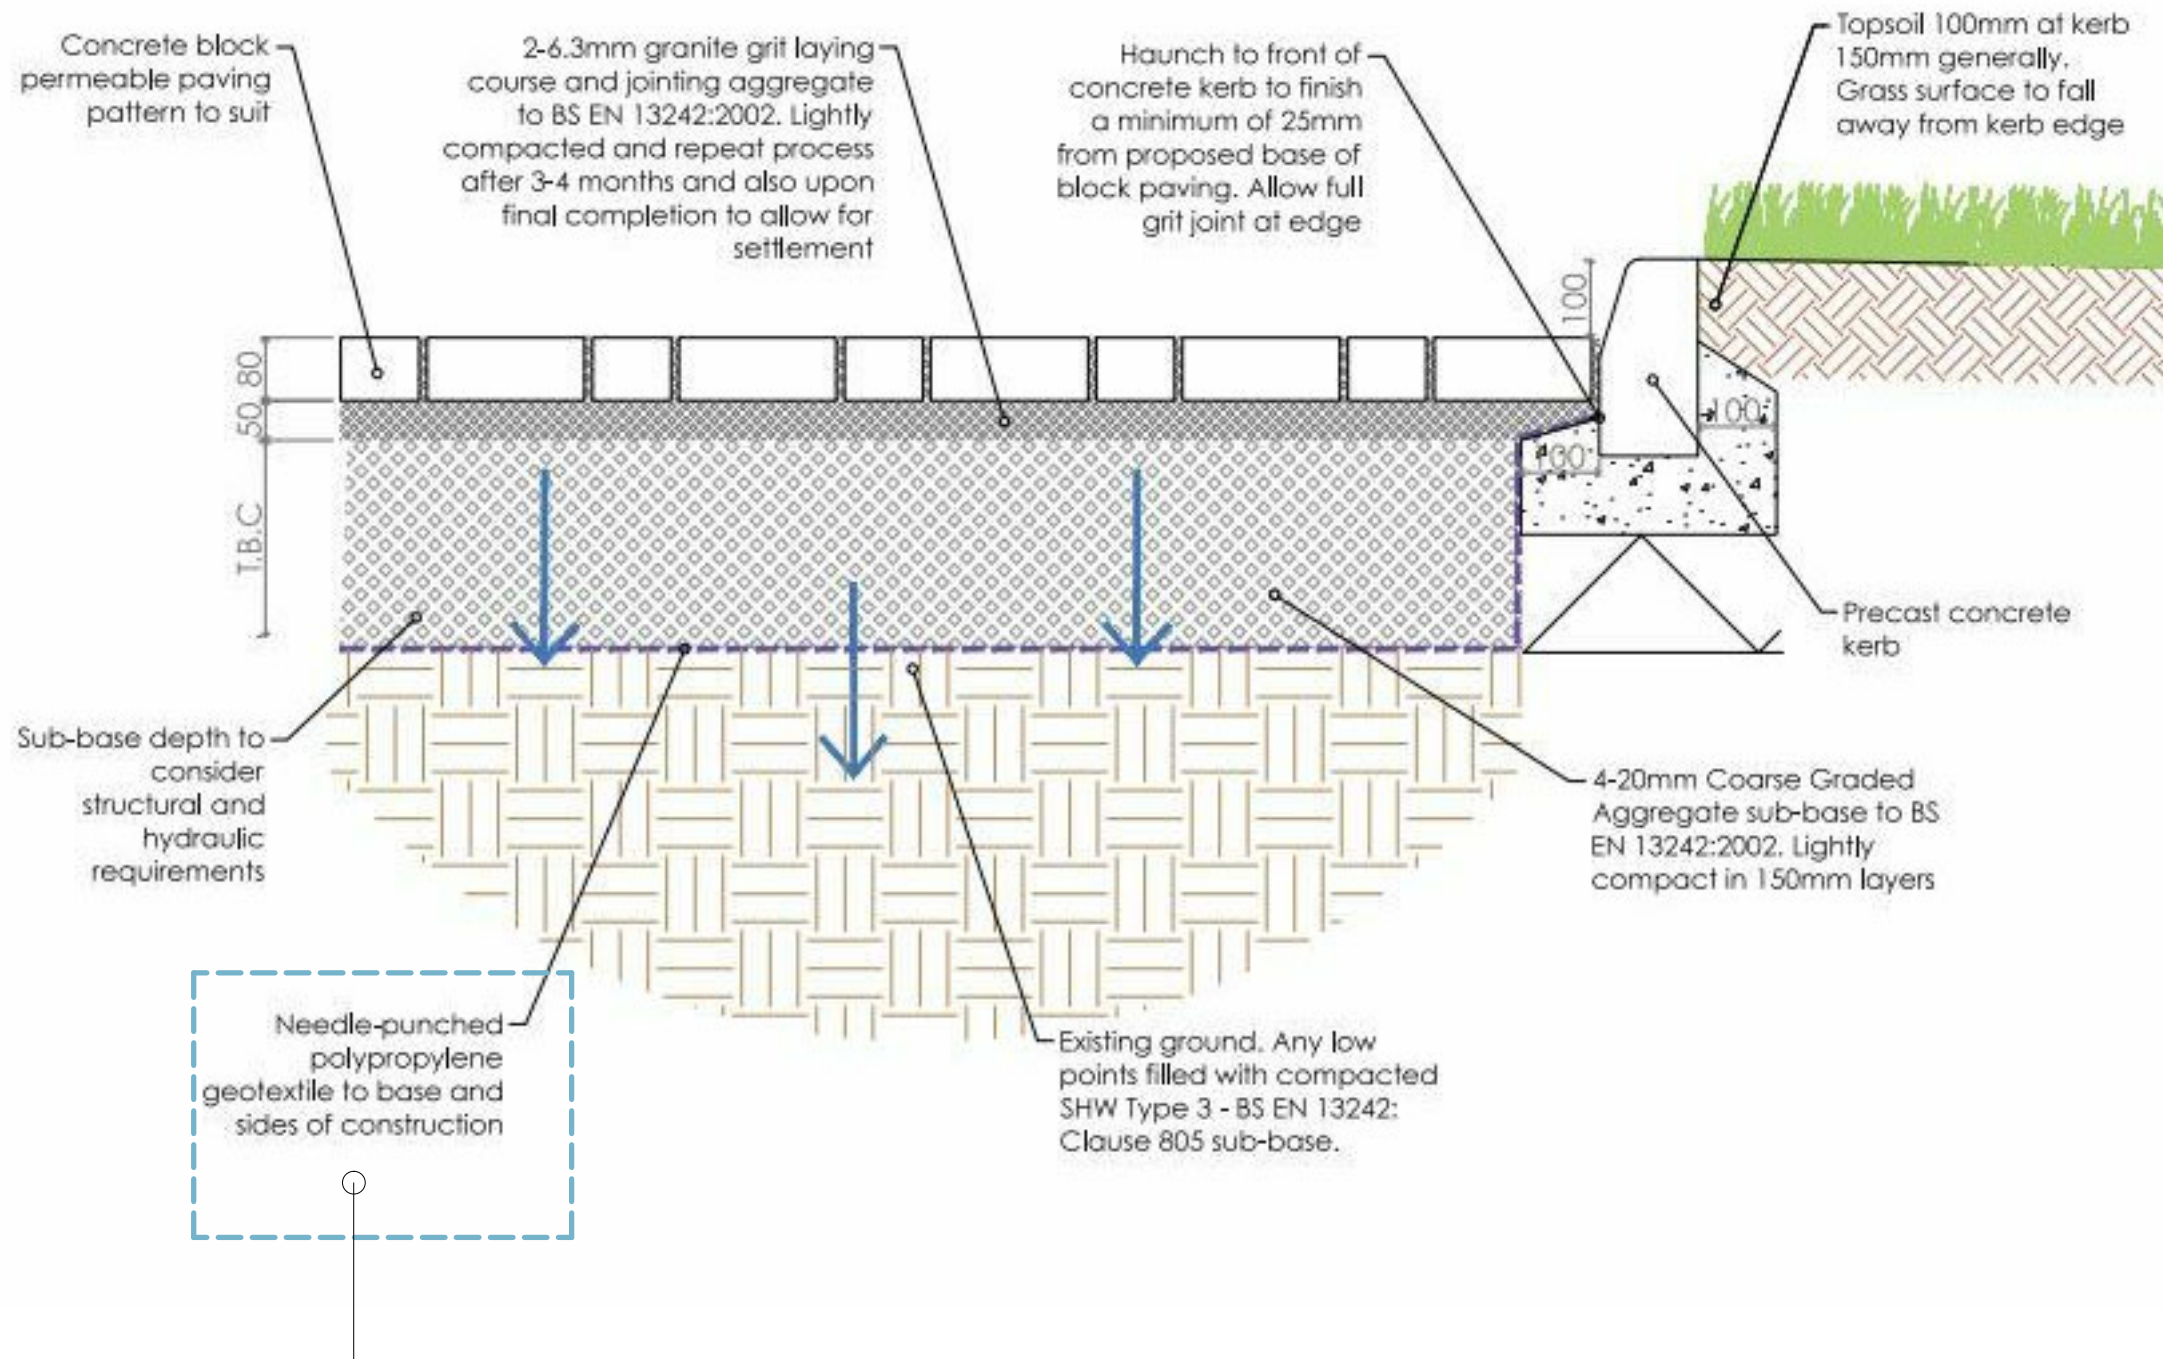 Concrete block
permeable paving
pattern to suit
2-6.3mm granite grit laying
course and jointing aggregate
to BS EN 13242:2002. Lightly
compacted and repeat process
after 3-4 months and also upon
final completion to allow for
settlement
Haunch to front of
concrete kerb to finish
a minimum of 25mm
from proposed base of
block paving. Allow full
grit joint at edge
Topsoil 100mm at kerb
150mm generally.
Grass surface to fall
away from kerb edge
100
80
50
100
100
T.B.C
Precast concrete
kerb
Sub-base depth to
consider
structural and
hydraulic
requirements
4-20mm Coarse Graded
Aggregate sub-base to BS
EN 13242:2002. Lightly
compact in 150mm layers
Needle-punched
polypropylene
geotextile to base and
sides of construction
Existing ground. Any low
points filled with compacted
SHW Type 3 - BS EN 13242:
Clause 805 sub-base.